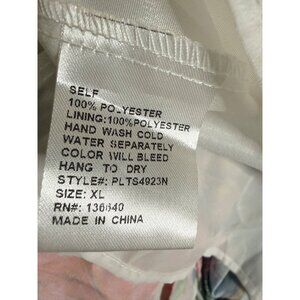 SELF
100% POLYESTER
LINING:100%POLYESTER
HAND WASH COLD
WATER SEPARATELY
COLOR WILL BLEED
HANG TO DRY
STYLE#: PLTS4923N
SIZE: XL
RN#: 136640
MADE IN CHINA